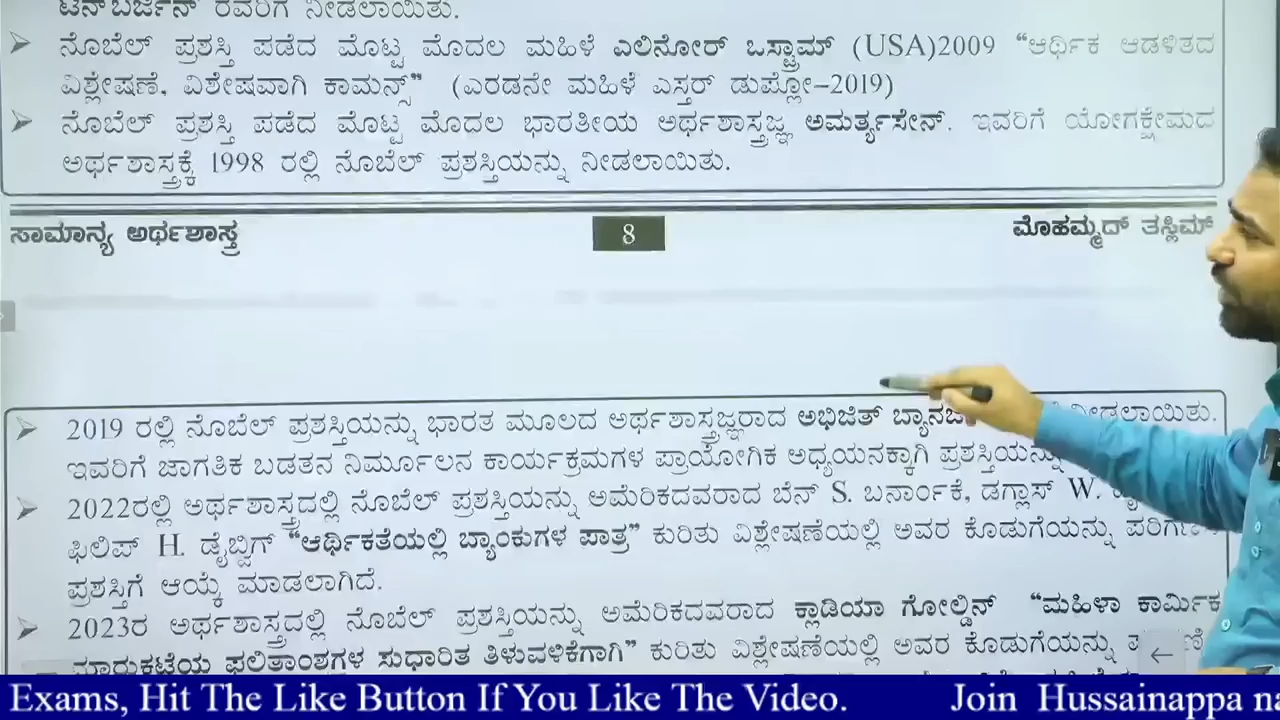 ಟಿನ್‌ಬರ್ಜನ್ ರವರಿಗೆ ನೀಡಲಾಯಿತು.
➢ ನೊಬೆಲ್ ಪ್ರಶಸ್ತಿ ಪಡೆದ ಮೊಟ್ಟ ಮೊದಲ ಮಹಿಳೆ ಎಲಿನೋರ್ ಒಸ್ಟ್ರಾಮ್ (USA)2009 “ಆರ್ಥಿಕ ಆಡಳಿತದ
ವಿಶ್ಲೇಷಣೆ, ವಿಶೇಷವಾಗಿ ಕಾಮನ್ಸ್” (ಎರಡನೇ ಮಹಿಳೆ ಎಸ್ತರ್ ಡುಪ್ಲೋ–2019)
➢ ನೊಬೆಲ್ ಪ್ರಶಸ್ತಿ ಪಡೆದ ಮೊಟ್ಟ ಮೊದಲ ಭಾರತೀಯ ಅರ್ಥಶಾಸ್ತ್ರಜ್ಞ ಅಮರ್ತ್ಯಸೇನ್. ಇವರಿಗೆ ಯೋಗಕ್ಷೇಮದ
ಅರ್ಥಶಾಸ್ತ್ರಕ್ಕೆ 1998 ರಲ್ಲಿ ನೊಬೆಲ್ ಪ್ರಶಸ್ತಿಯನ್ನು ನೀಡಲಾಯಿತು.
ಸಾಮಾನ್ಯ ಅರ್ಥಶಾಸ್ತ್ರ 8 ಮೊಹಮ್ಮದ್ ತಸ್ಲಿಮ್
➢ 2019 ರಲ್ಲಿ ನೊಬೆಲ್ ಪ್ರಶಸ್ತಿಯನ್ನು ಭಾರತ ಮೂಲದ ಅರ್ಥಶಾಸ್ತ್ರಜ್ಞರಾದ ಅಭಿಜಿತ್ ನೀಡಲಾಯಿತು.
ಇವರಿಗೆ ಜಾಗತಿಕ ಬಡತನ ನಿರ್ಮೂಲನ ಕಾರ್ಯಕ್ರಮಗಳ ಪ್ರಾಯೋಗಿಕ ಅಧ್ಯಯನಕ್ಕಾಗಿ
➢ 2022ರಲ್ಲಿ ಅರ್ಥಶಾಸ್ತ್ರದಲ್ಲಿ ನೊಬೆಲ್ ಪ್ರಶಸ್ತಿಯನ್ನು ಅಮೆರಿಕದವರಾದ ಬೆನ್ S. ಬರ್ನಾಂಕೆ, ಡಗ್ಲಾಸ್ W.
ಫಿಲಿಪ್ H. ಡೈಬ್ವಿಗ್ “ಆರ್ಥಿಕತೆಯಲ್ಲಿ ಬ್ಯಾಂಕುಗಳ ಪಾತ್ರ” ಕುರಿತು ವಿಶ್ಲೇಷಣೆಯಲ್ಲಿ ಅವರ ಕೊಡುಗೆಯನ್ನು
ಪ್ರಶಸ್ತಿಗೆ ಆಯ್ಕೆ ಮಾಡಲಾಗಿದೆ.
➢ 2023ರ ಅರ್ಥಶಾಸ್ತ್ರದಲ್ಲಿ ನೊಬೆಲ್ ಪ್ರಶಸ್ತಿಯನ್ನು ಅಮೆರಿಕದವರಾದ ಕ್ಲಾಡಿಯಾ ಗೋಲ್ಡಿನ್ “ಮಹಿಳಾ ಕಾರ್ಮಿಕ
ಮಾರುಕಟ್ಟೆಯ ಫಲಿತಾಂಶಗಳ ಸುಧಾರಿತ ತಿಳುವಳಿಕೆಗಾಗಿ” ಕುರಿತು ವಿಶ್ಲೇಷಣೆಯಲ್ಲಿ ಅವರ ಕೊಡುಗೆಯನ್ನು
Exams, Hit The Like Button If You Like The Video. Join Hussainappa na